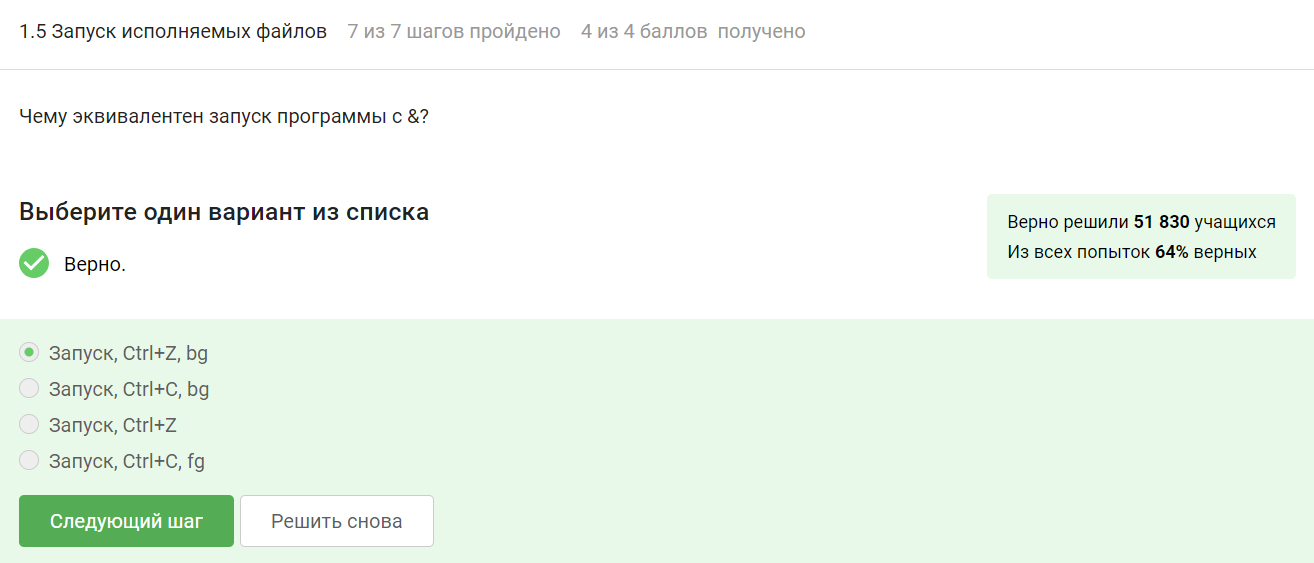 1.5 Запуск исполняемых файлов 7 из 7 шагов пройдено 4 из 4 баллов получено
Чему эквивалентен запуск программы с &?
Выберите один вариант из списка
Верно решили 51 830 учащихся
Из всех попыток 64% верных
Верно.
Запуск, Ctrl+Z, bg
Запуск, Ctrl+C, bg
Запуск, Ctrl+Z
Запуск, Ctrl+C, fg
Следующий шаг Решить снова